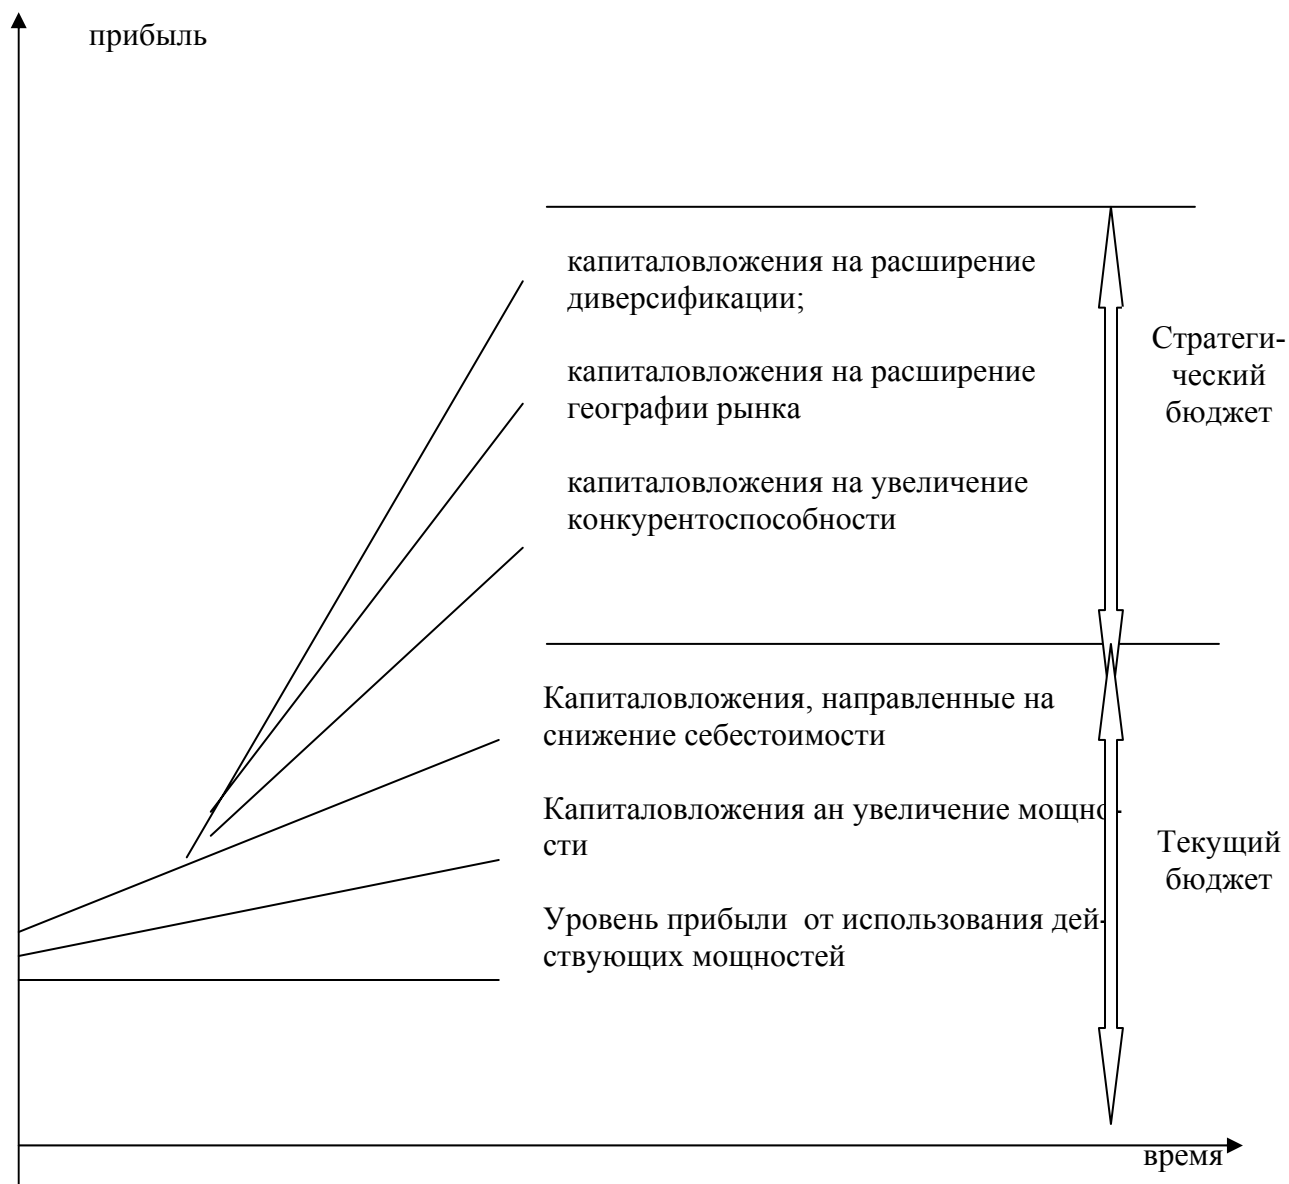 прибыль
капиталовложения на расширение
диверсификации;
капиталовложения на расширение
географии рынка
капиталовложения на увеличение
конкурентоспособности
Стратеги-
ческий
бюджет
Капиталовложения, направленные на
снижение себестоимости
Капиталовложения ан увеличение мощно-
сти
Уровень прибыли от использования дей-
ствующих мощностей
Текущий
бюджет
время